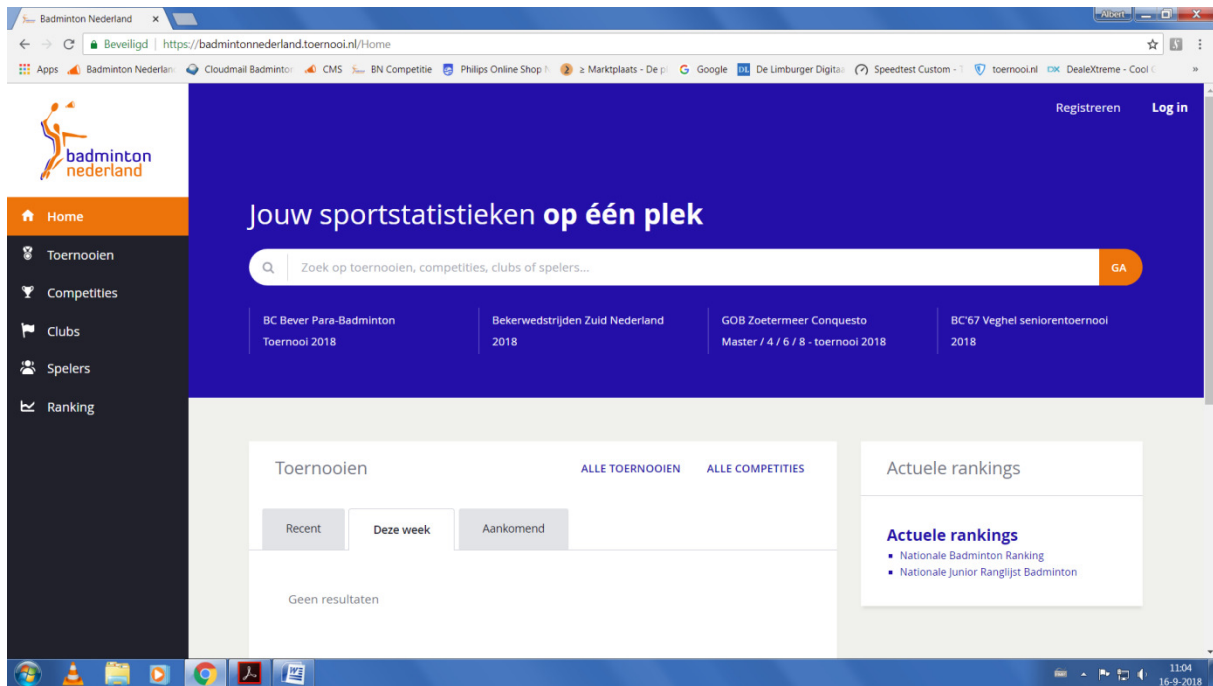 Badminton Nederland
Albert
Beveiligd
https://badmintonnederland.toernooi.nl/Home
Apps
Badminton Nederlan
Cloudmail Badminton
CMS
BN Competitie
Philips Online Shop N
≥ Marktplaats - De p
Google
DL De Limburger Digita
Speedtest Custom - T
toernooi.nl
DX DealeXtreme - Cool
»
badminton
nederland
Registreren
Log in
Home
Toernooien
Competities
Clubs
Spelers
Ranking
Jouw sportstatistieken op één plek
Zoek op toernooien, competities, clubs of spelers...
GA
BC Bever Para-Badminton
Toernooi 2018
Bekerwedstrijden Zuid Nederland
2018
GOB Zoetermeer Conquesto
Master / 4 / 6 / 8 - toernooi 2018
BC'67 Veghel seniorentoernooi
2018
Toernooien
ALLE TOERNOOIEN
ALLE COMPETITIES
Recent
Deze week
Aankomend
Geen resultaten
Actuele rankings
Actuele rankings
Nationale Badminton Ranking
Nationale Junior Ranglijst Badminton
11:04
16-9-2018